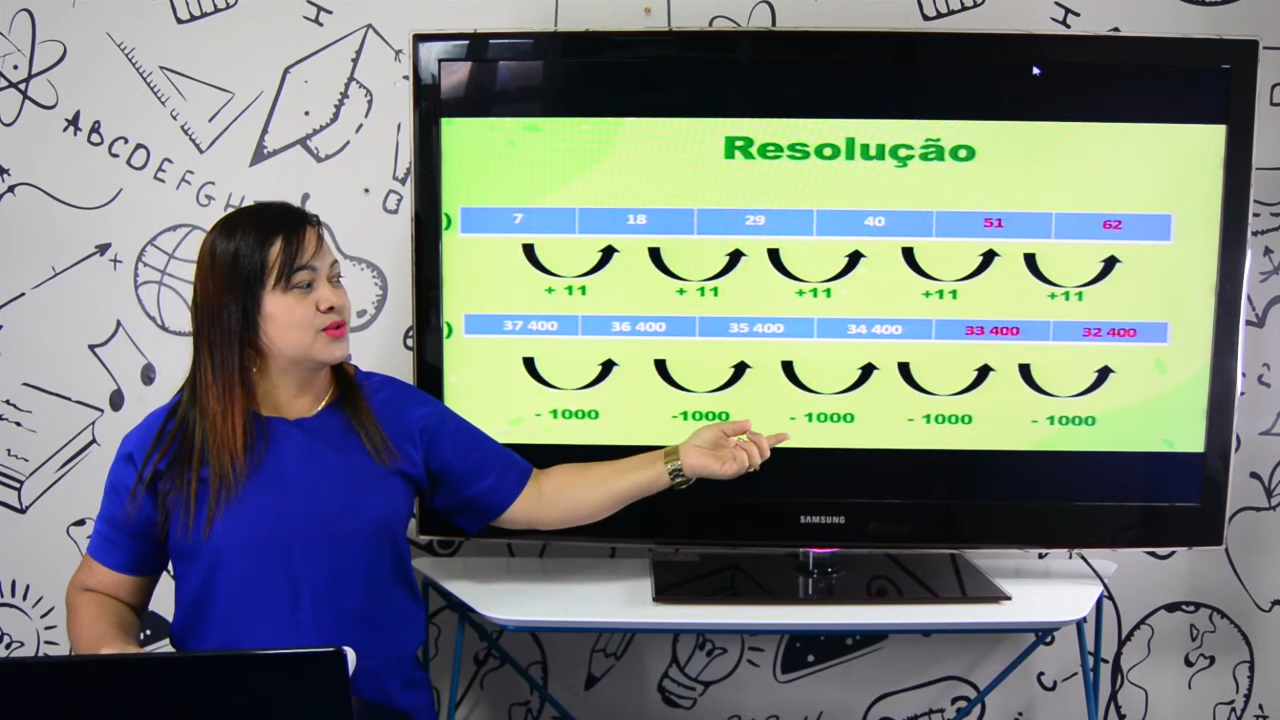 ABCDEFGH
Resolução
) 7 18 29 40 51 62
+ 11 + 11 +11 +11 +11
) 37 400 36 400 35 400 34 400 33 400 32 400
- 1000 -1000 - 1000 - 1000 - 1000
SAMSUNG